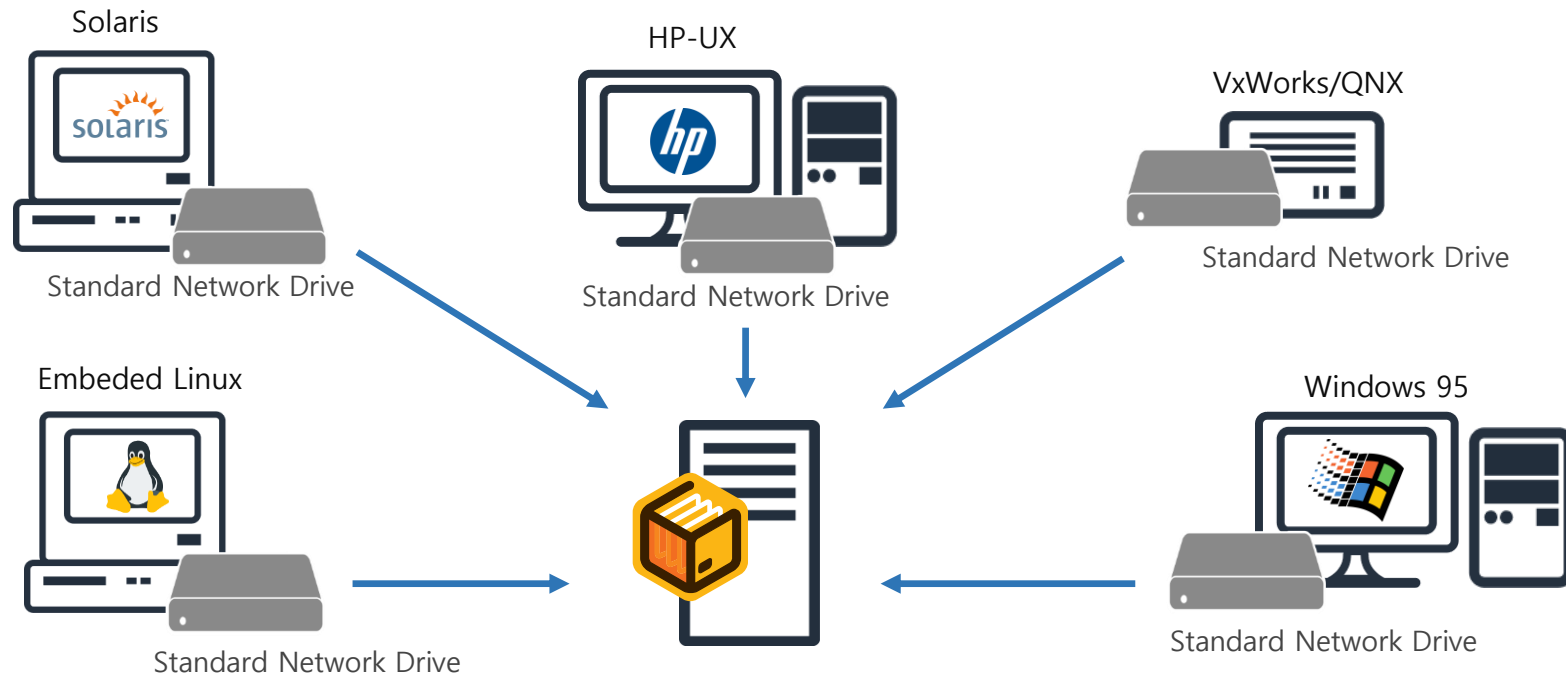 Solaris
HP-UX
VxWorks/QNX
solaris
hp
Standard Network Drive
Standard Network Drive
Standard Network Drive
Embeded Linux
Windows 95
Standard Network Drive
Standard Network Drive